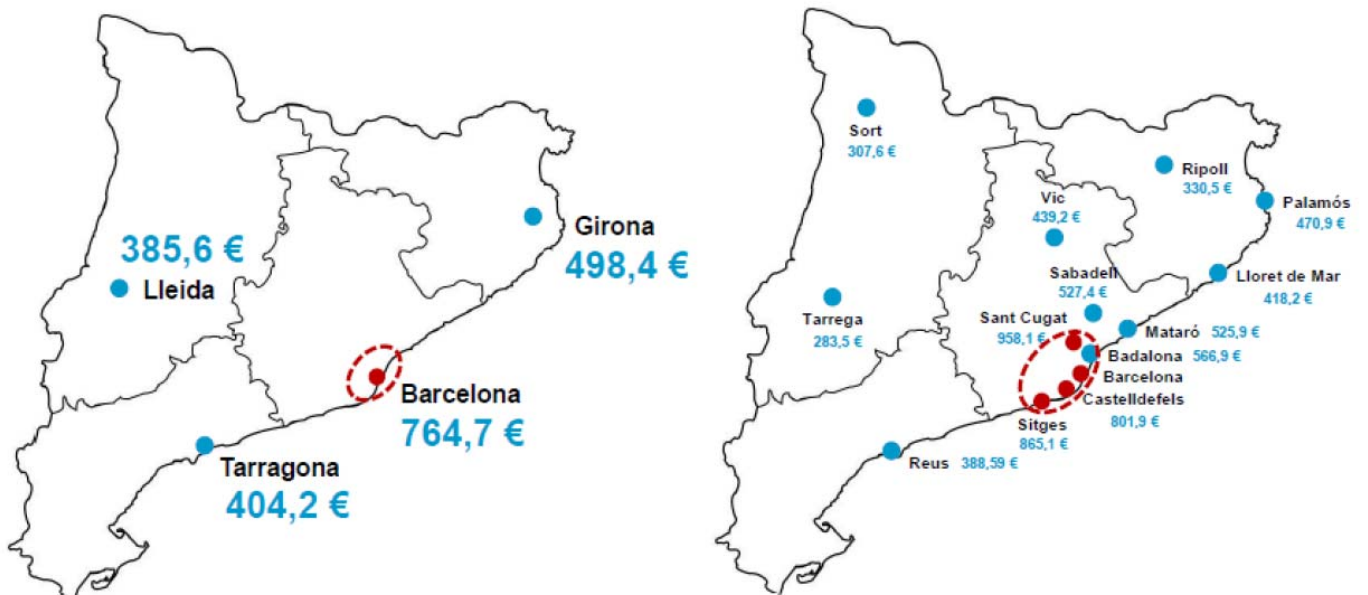 385,6 €
Lleida
Girona
498,4 €
Barcelona
764,7 €
Tarragona
404,2 €
Sort
307,6 €
Ripoll
330,5 €
Palamós
470,9 €
Vic
439,2 €
Lloret de Mar
418,2 €
Sabadell
527,4 €
Tarrega
283,5 €
Sant Cugat
958,1 €
Mataró 525,9 €
Badalona 566,9 €
Barcelona
Castelldefels
801,9 €
Sitges
865,1 €
Reus 388,59 €